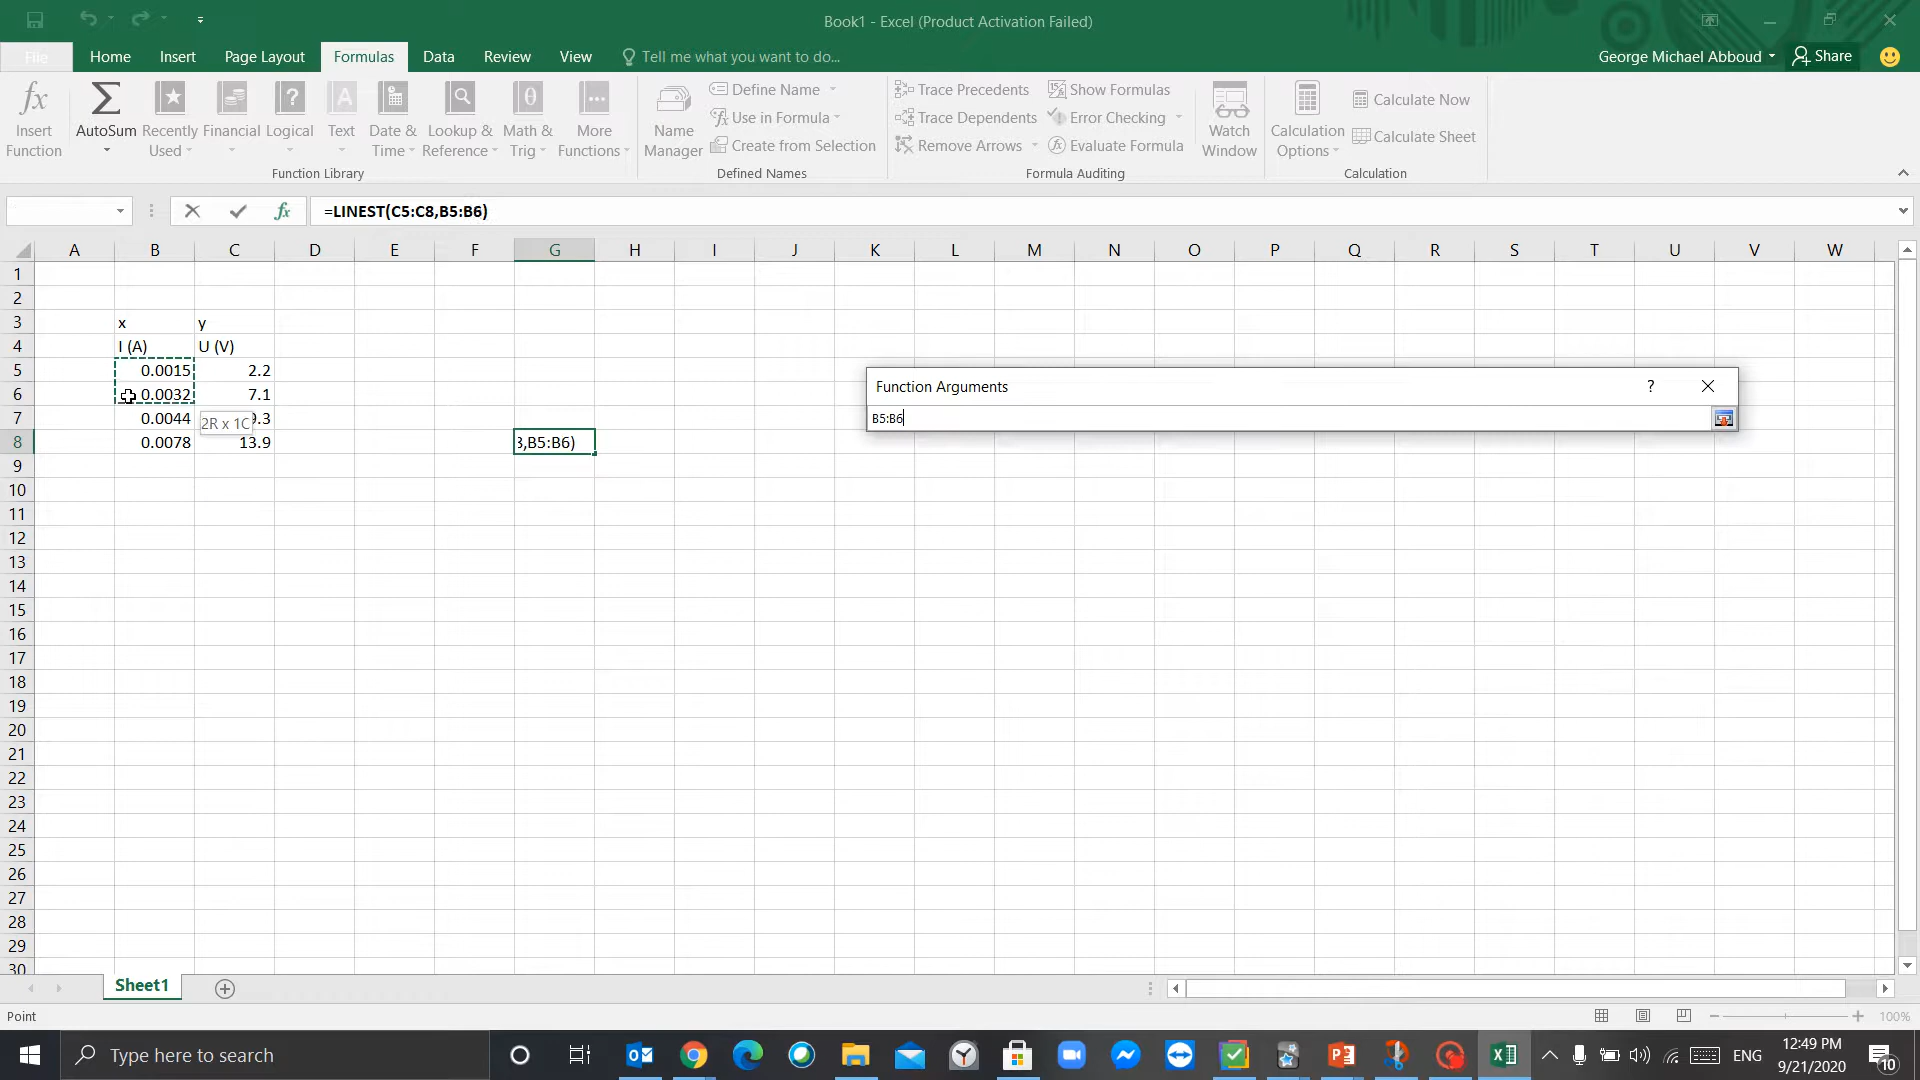 Book1 - Excel (Product Activation Failed)
File Home Insert Page Layout Formulas Data Review View Tell me what you want to do... George Michael Abboud Share
Insert Function
AutoSum
Recently Used
Financial
Logical
Text
Date & Time
Lookup & Reference
Math & Trig
More Functions
Function Library
Name Manager
Define Name
Use in Formula
Create from Selection
Defined Names
Trace Precedents
Trace Dependents
Remove Arrows
Show Formulas
Error Checking
Evaluate Formula
Formula Auditing
Watch Window
Calculation Options
Calculate Now
Calculate Sheet
Calculation
fx =LINEST(C5:C8,B5:B6)
A B C D E F G H I J K L M N O P Q R S T U V W
1
2
3 x y
4 I (A) U (V)
5 0.0015 2.2
6 0.0032 7.1
7 0.0044 9.3
2R x 1C
8 0.0078 13.9 3,B5:B6)
9
10
11
12
13
14
15
16
17
18
19
20
21
22
23
24
25
26
27
28
29
30
Function Arguments ?
B5:B6
Sheet1
Point 100%
Type here to search ENG 12:49 PM
9/21/2020 10